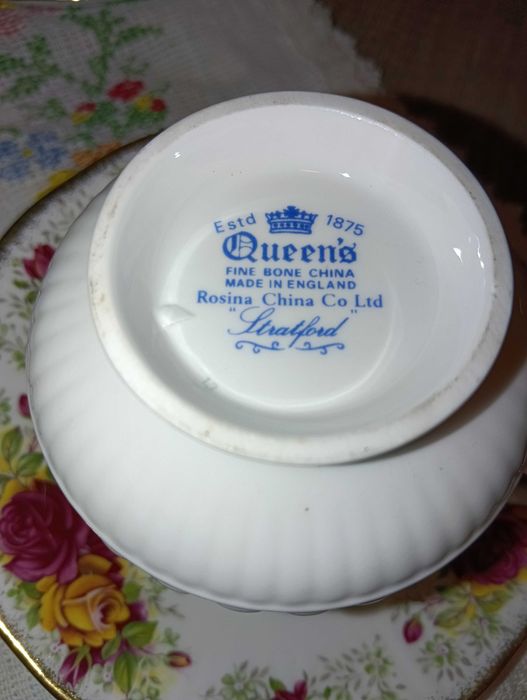 Estd 1875
Queen's
FINE BONE CHINA
MADE IN ENGLAND
Rosina China Co Ltd
"Stratford"